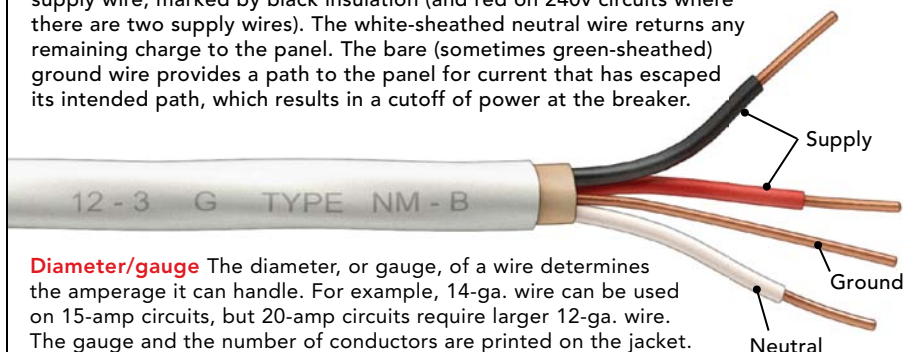 supply wire, marked by black insulation (and red on 240v circuits where
there are two supply wires). The white-sheathed neutral wire returns any
remaining charge to the panel. The bare (sometimes green-sheathed)
ground wire provides a path to the panel for current that has escaped
its intended path, which results in a cutoff of power at the breaker.
Supply
12 - 3 G TYPE NM - B
Diameter/gauge The diameter, or gauge, of a wire determines
the amperage it can handle. For example, 14-ga. wire can be used
on 15-amp circuits, but 20-amp circuits require larger 12-ga. wire.
The gauge and the number of conductors are printed on the jacket.
Ground
Neutral